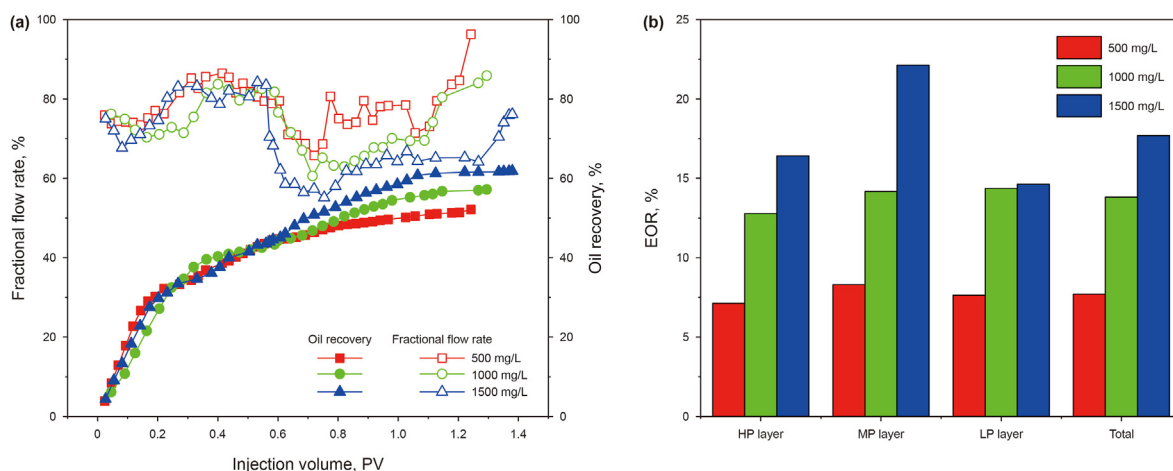 (a)
100
80
60
40
20
0
Fractional flow rate, %
100
80
60
40
20
0
Oil recovery, %
Oil recovery Fractional flow rate
500 mg/L
1000 mg/L
1500 mg/L
0 0.2 0.4 0.6 0.8 1.0 1.2 1.4
Injection volume, PV
(b)
25
20
15
10
5
0
EOR, %
500 mg/L
1000 mg/L
1500 mg/L
HP layer MP layer LP layer Total